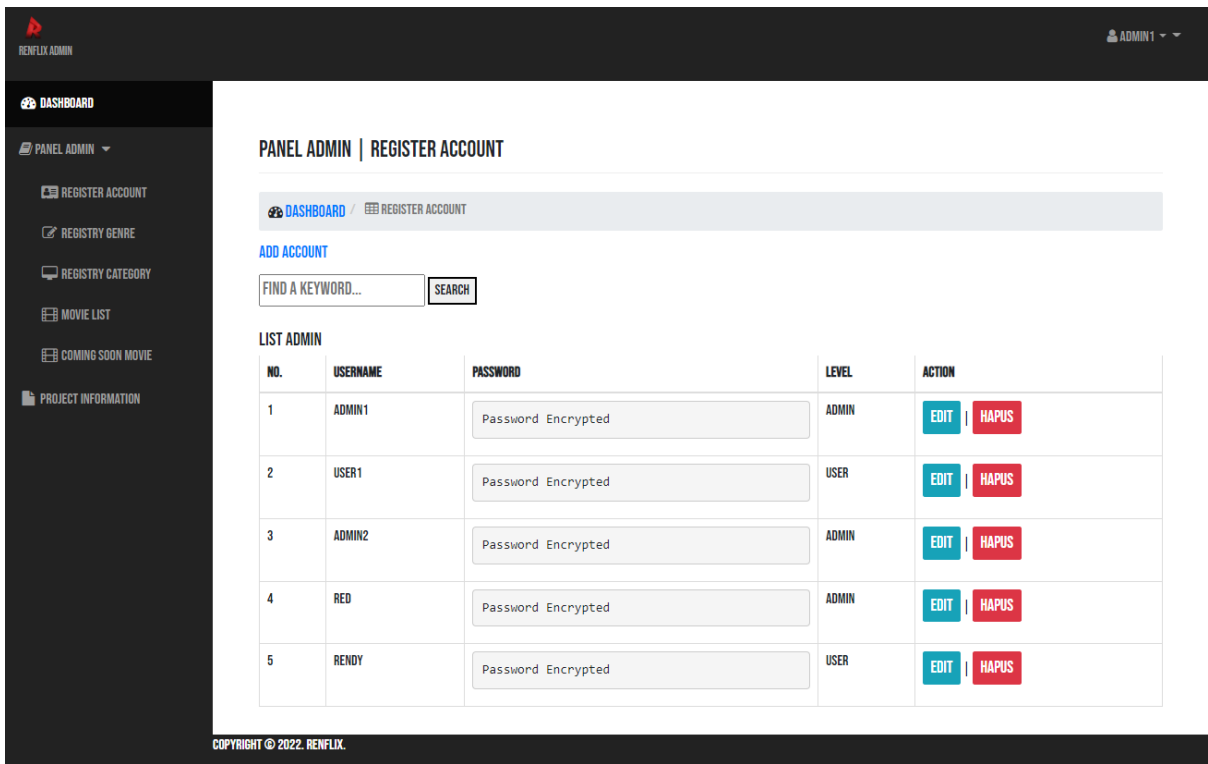 RENFLIX ADMIN
ADMIN1
DASHBOARD
PANEL ADMIN
REGISTER ACCOUNT
REGISTRY GENRE
REGISTRY CATEGORY
MOVIE LIST
COMING SOON MOVIE
PROJECT INFORMATION
PANEL ADMIN | REGISTER ACCOUNT
DASHBOARD / REGISTER ACCOUNT
ADD ACCOUNT
FIND A KEYWORD... SEARCH
LIST ADMIN
NO. USERNAME PASSWORD LEVEL ACTION
1 ADMIN1 Password Encrypted ADMIN EDIT | HAPUS
2 USER1 Password Encrypted USER EDIT | HAPUS
3 ADMIN2 Password Encrypted ADMIN EDIT | HAPUS
4 RED Password Encrypted ADMIN EDIT | HAPUS
5 RENDY Password Encrypted USER EDIT | HAPUS
COPYRIGHT © 2022. RENFLIX.